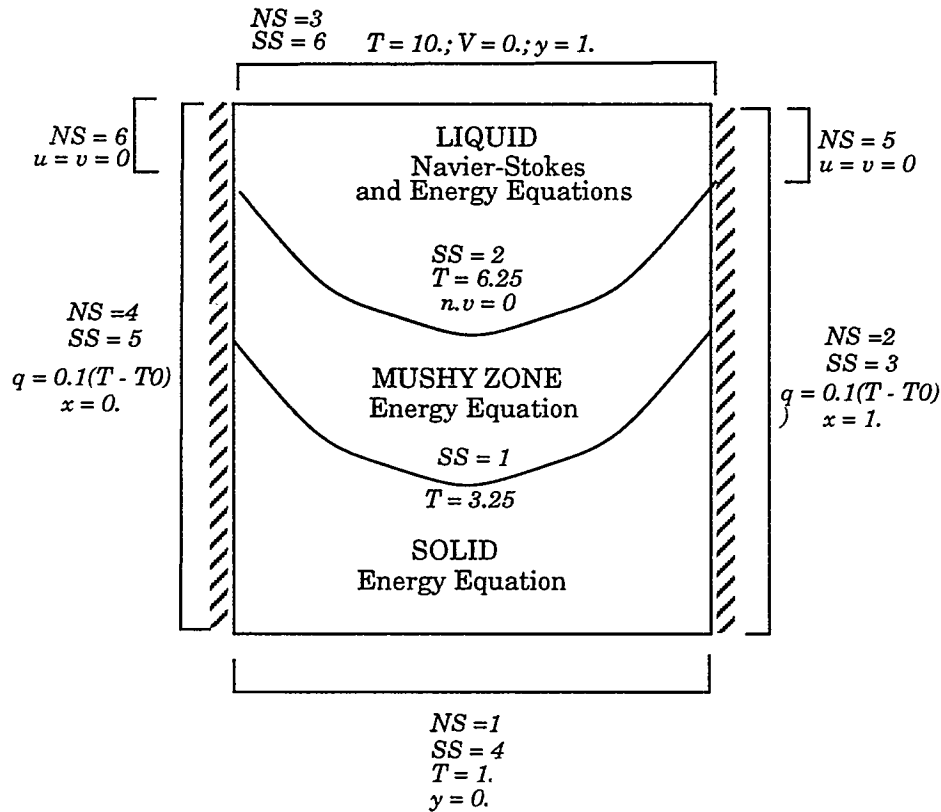 NS =3
SS = 6 T = 10.; V = 0.; y = 1.
NS = 6
u = v = 0
LIQUID
Navier-Stokes
and Energy Equations
NS = 5
u = v = 0
SS = 2
T = 6.25
n.v = 0
NS =4
SS = 5
q = 0.1(T - T0)
x = 0.
MUSHY ZONE
Energy Equation
NS =2
SS = 3
q = 0.1(T - T0)
) x = 1.
SS = 1
T = 3.25
SOLID
Energy Equation
NS =1
SS = 4
T = 1.
y = 0.